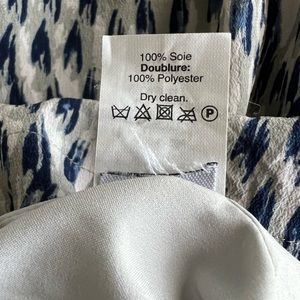 100% Soie
Doublure:
100% Polyester
Dry clean.
P